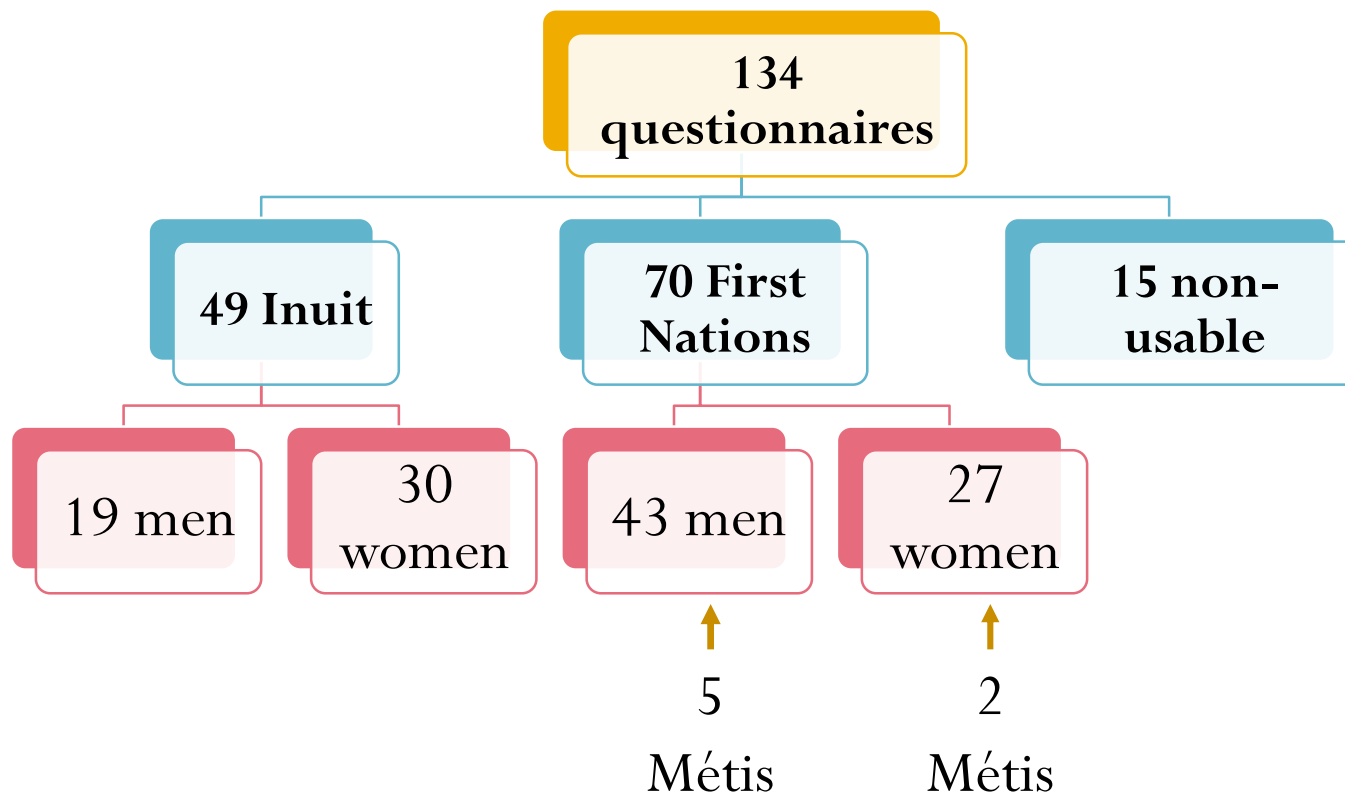 134
questionnaires
49 Inuit
70 First
Nations
15 non-
usable
19 men
30
women
43 men
27
women
5
Métis
2
Métis